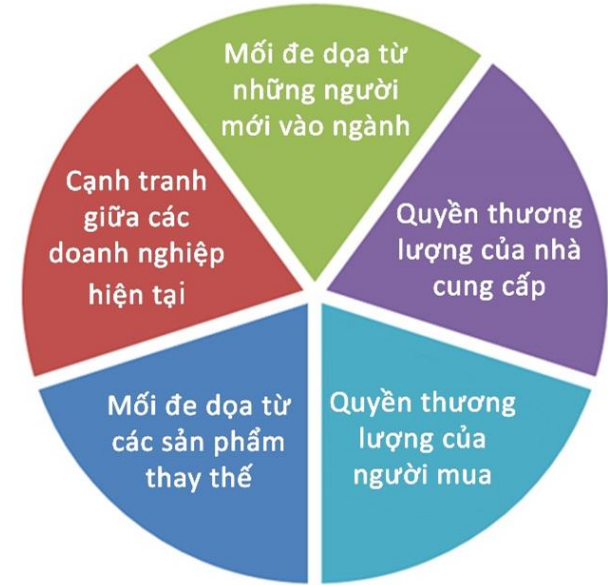 Mối đe dọa từ
những người
mới vào ngành
Quyền thương
lượng của nhà
cung cấp
Quyền thương
lượng của
người mua
Mối đe dọa từ
các sản phẩm
thay thế
Cạnh tranh
giữa các
doanh nghiệp
hiện tại